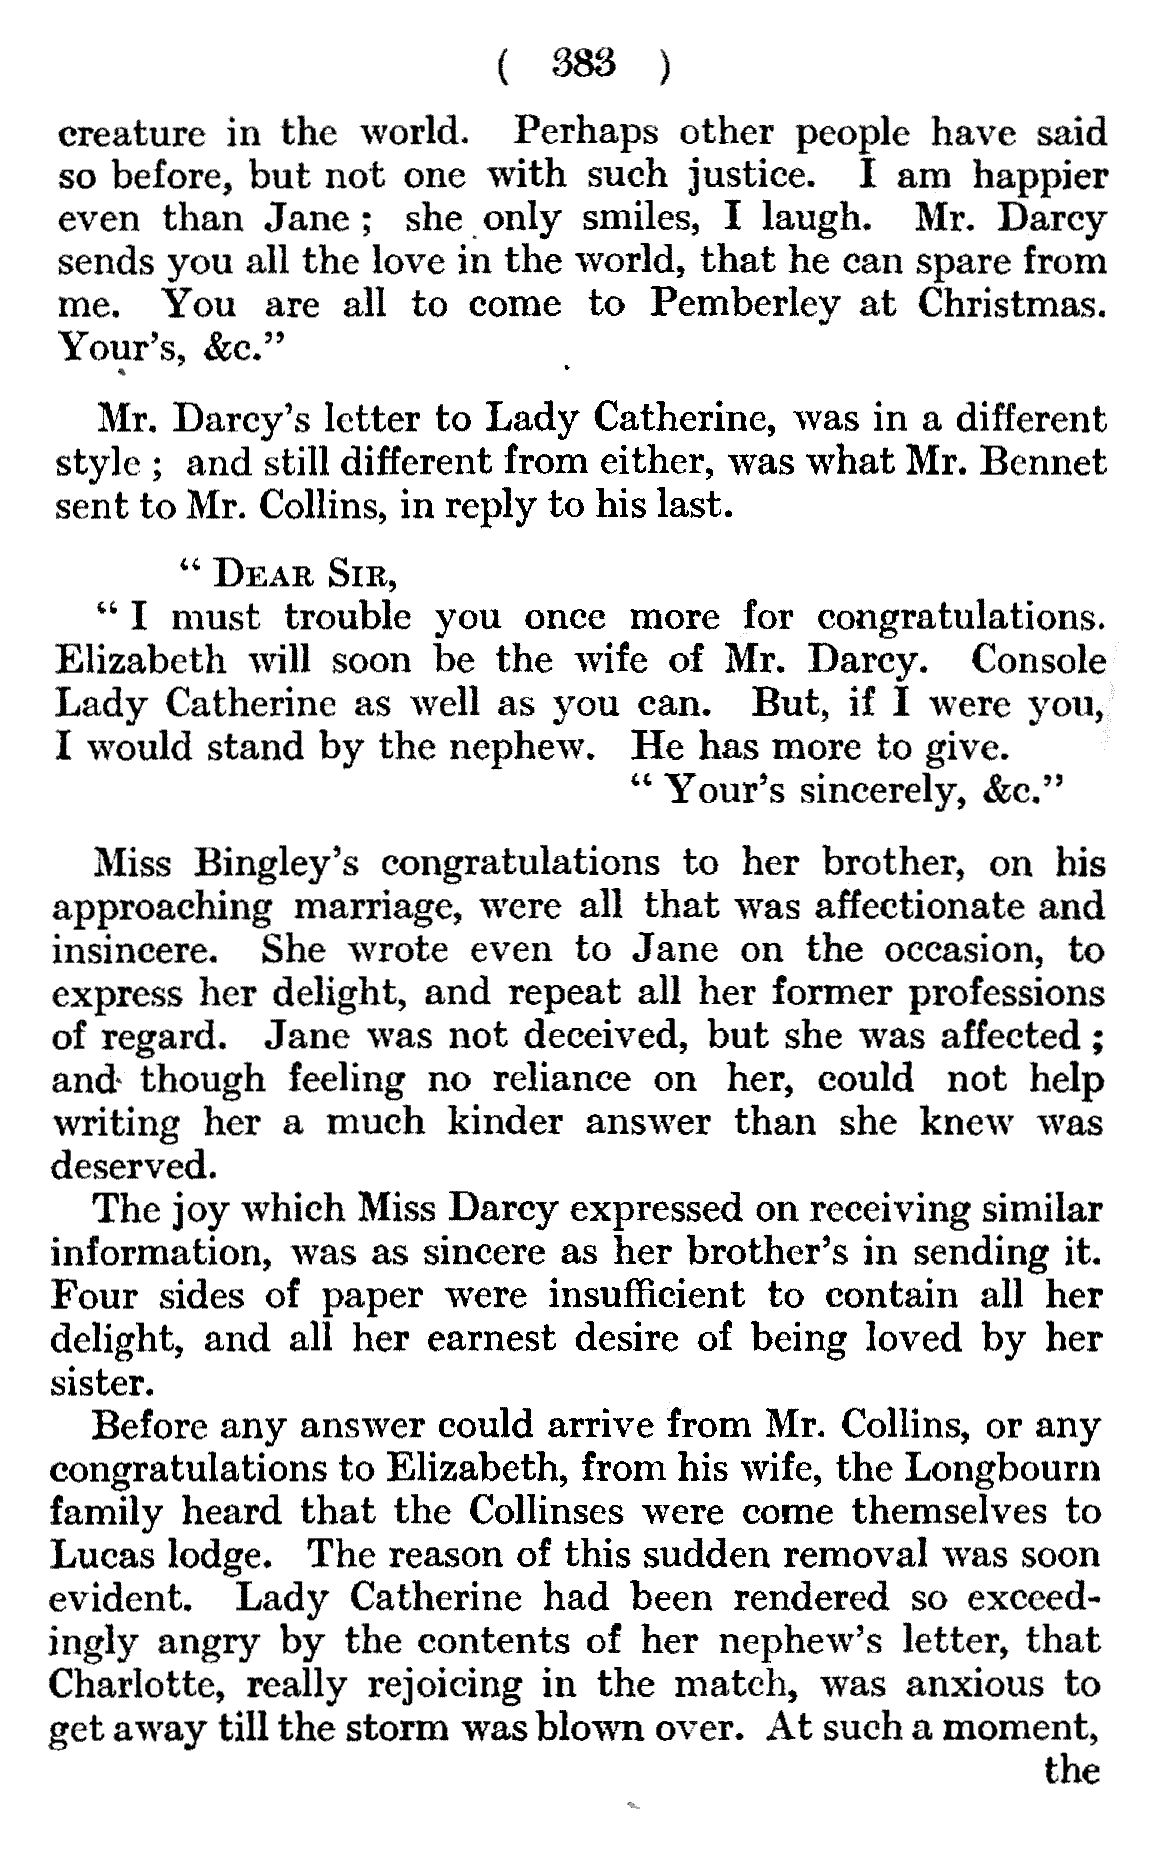 ( 383 )
creature in the world. Perhaps other people have said
so before, but not one with such justice. I am happier
even than Jane ; she only smiles, I laugh. Mr. Darcy
sends you all the love in the world, that he can spare from
me. You are all to come to Pemberley at Christmas.
Your's, &c.”
Mr. Darcy's letter to Lady Catherine, was in a different
style ; and still different from either, was what Mr. Bennet
sent to Mr. Collins, in reply to his last.
“ DEAR SIR,
“ I must trouble you once more for congratulations.
Elizabeth will soon be the wife of Mr. Darcy. Console
Lady Catherine as well as you can. But, if I were you,
I would stand by the nephew. He has more to give.
“ Your's sincerely, &c.”
Miss Bingley's congratulations to her brother, on his
approaching marriage, were all that was affectionate and
insincere. She wrote even to Jane on the occasion, to
express her delight, and repeat all her former professions
of regard. Jane was not deceived, but she was affected ;
and though feeling no reliance on her, could not help
writing her a much kinder answer than she knew was
deserved.
The joy which Miss Darcy expressed on receiving similar
information, was as sincere as her brother's in sending it.
Four sides of paper were insufficient to contain all her
delight, and all her earnest desire of being loved by her
sister.
Before any answer could arrive from Mr. Collins, or any
congratulations to Elizabeth, from his wife, the Longbourn
family heard that the Collinses were come themselves to
Lucas lodge. The reason of this sudden removal was soon
evident. Lady Catherine had been rendered so exceed-
ingly angry by the contents of her nephew's letter, that
Charlotte, really rejoicing in the match, was anxious to
get away till the storm was blown over. At such a moment,
the